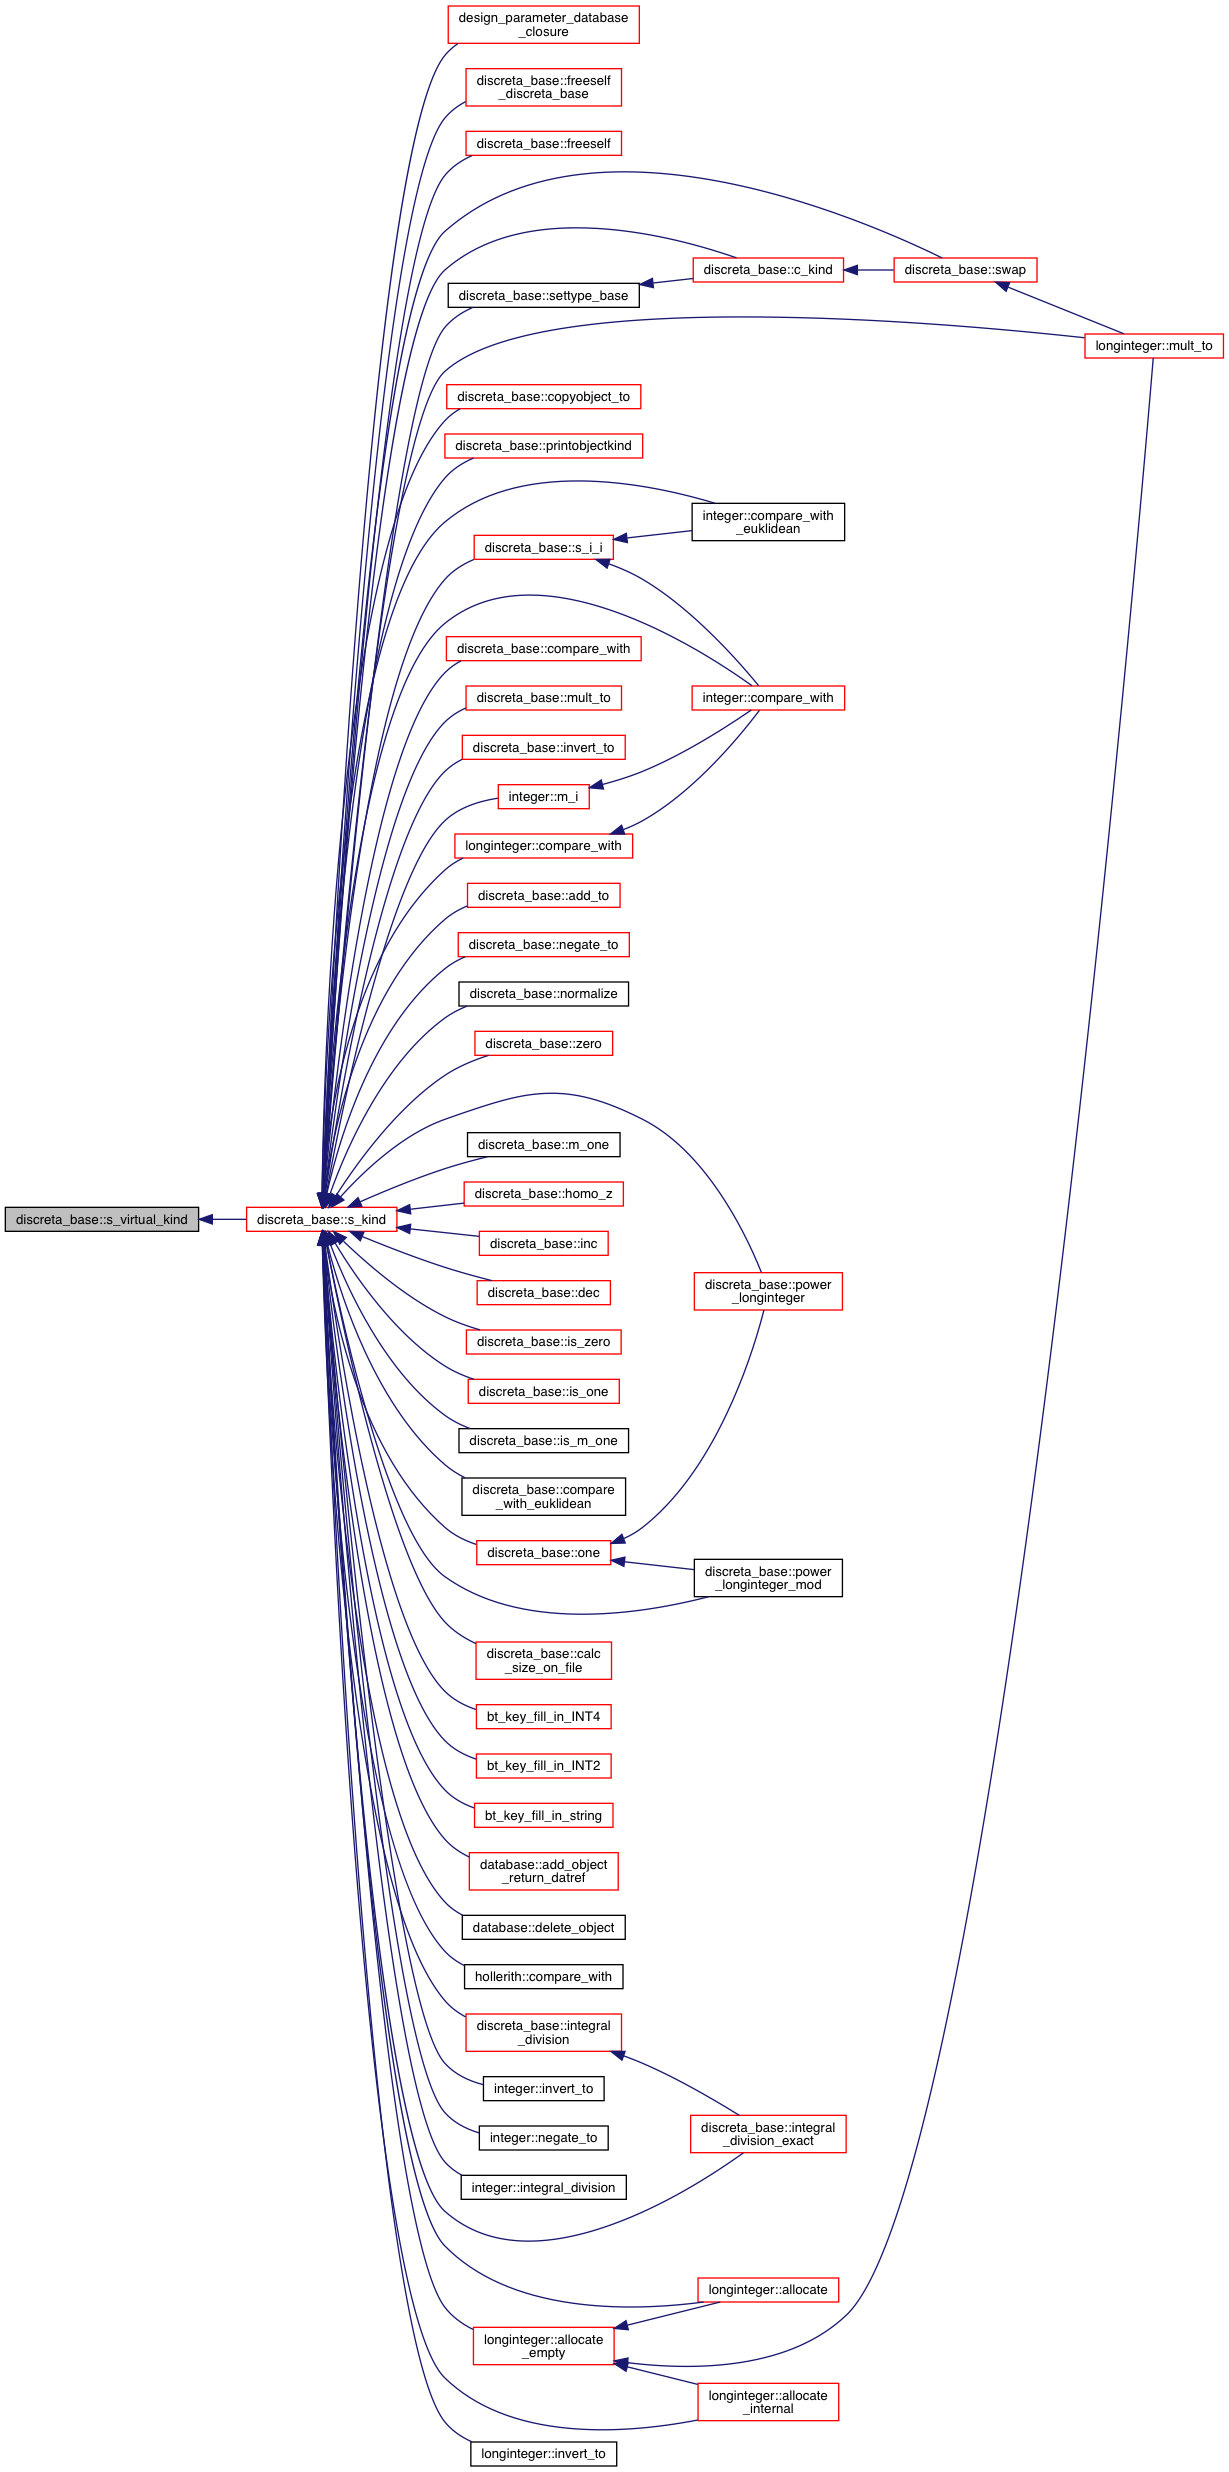 design_parameter_database
_closure
discreta_base::freeself
_discreta_base
discreta_base::freeself
discreta_base::c_kind
discreta_base::swap
discreta_base::settype_base
longinteger::mult_to
discreta_base::copyobject_to
discreta_base::printobjectkind
integer::compare_with
_euklidean
discreta_base::s_i_i
discreta_base::compare_with
discreta_base::mult_to
integer::compare_with
discreta_base::invert_to
integer::m_i
longinteger::compare_with
discreta_base::add_to
discreta_base::negate_to
discreta_base::normalize
discreta_base::zero
discreta_base::m_one
discreta_base::homo_z
discreta_base::s_virtual_kind
discreta_base::s_kind
discreta_base::inc
discreta_base::dec
discreta_base::power
_longinteger
discreta_base::is_zero
discreta_base::is_one
discreta_base::is_m_one
discreta_base::compare
_with_euklidean
discreta_base::one
discreta_base::power
_longinteger_mod
discreta_base::calc
_size_on_file
bt_key_fill_in_INT4
bt_key_fill_in_INT2
bt_key_fill_in_string
database::add_object
_return_datref
database::delete_object
hollerith::compare_with
discreta_base::integral
_division
integer::invert_to
integer::negate_to
discreta_base::integral
_division_exact
integer::integral_division
longinteger::allocate
longinteger::allocate
_empty
longinteger::allocate
_internal
longinteger::invert_to